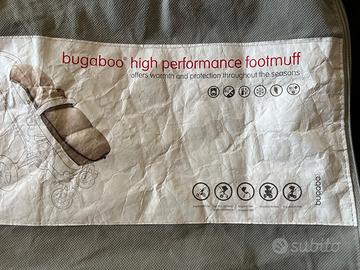 bugaboo® high performance footmuff
offers warmth and protection throughout the seasons
bugaboo
subito